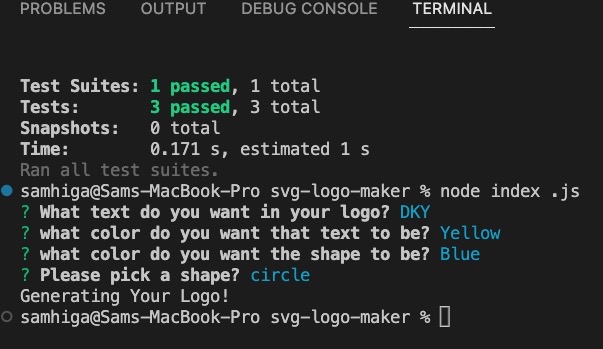 PROBLEMS OUTPUT DEBUG CONSOLE TERMINAL
Test Suites: 1 passed, 1 total
Tests: 3 passed, 3 total
Snapshots: 0 total
Time: 0.171 s, estimated 1 s
Ran all test suites.
samhiga@Sams-MacBook-Pro svg-logo-maker % node index .js
? What text do you want in your logo? DKY
? what color do you want that text to be? Yellow
? what color do you want the shape to be? Blue
? Please pick a shape? circle
Generating Your Logo!
samhiga@Sams-MacBook-Pro svg-logo-maker %